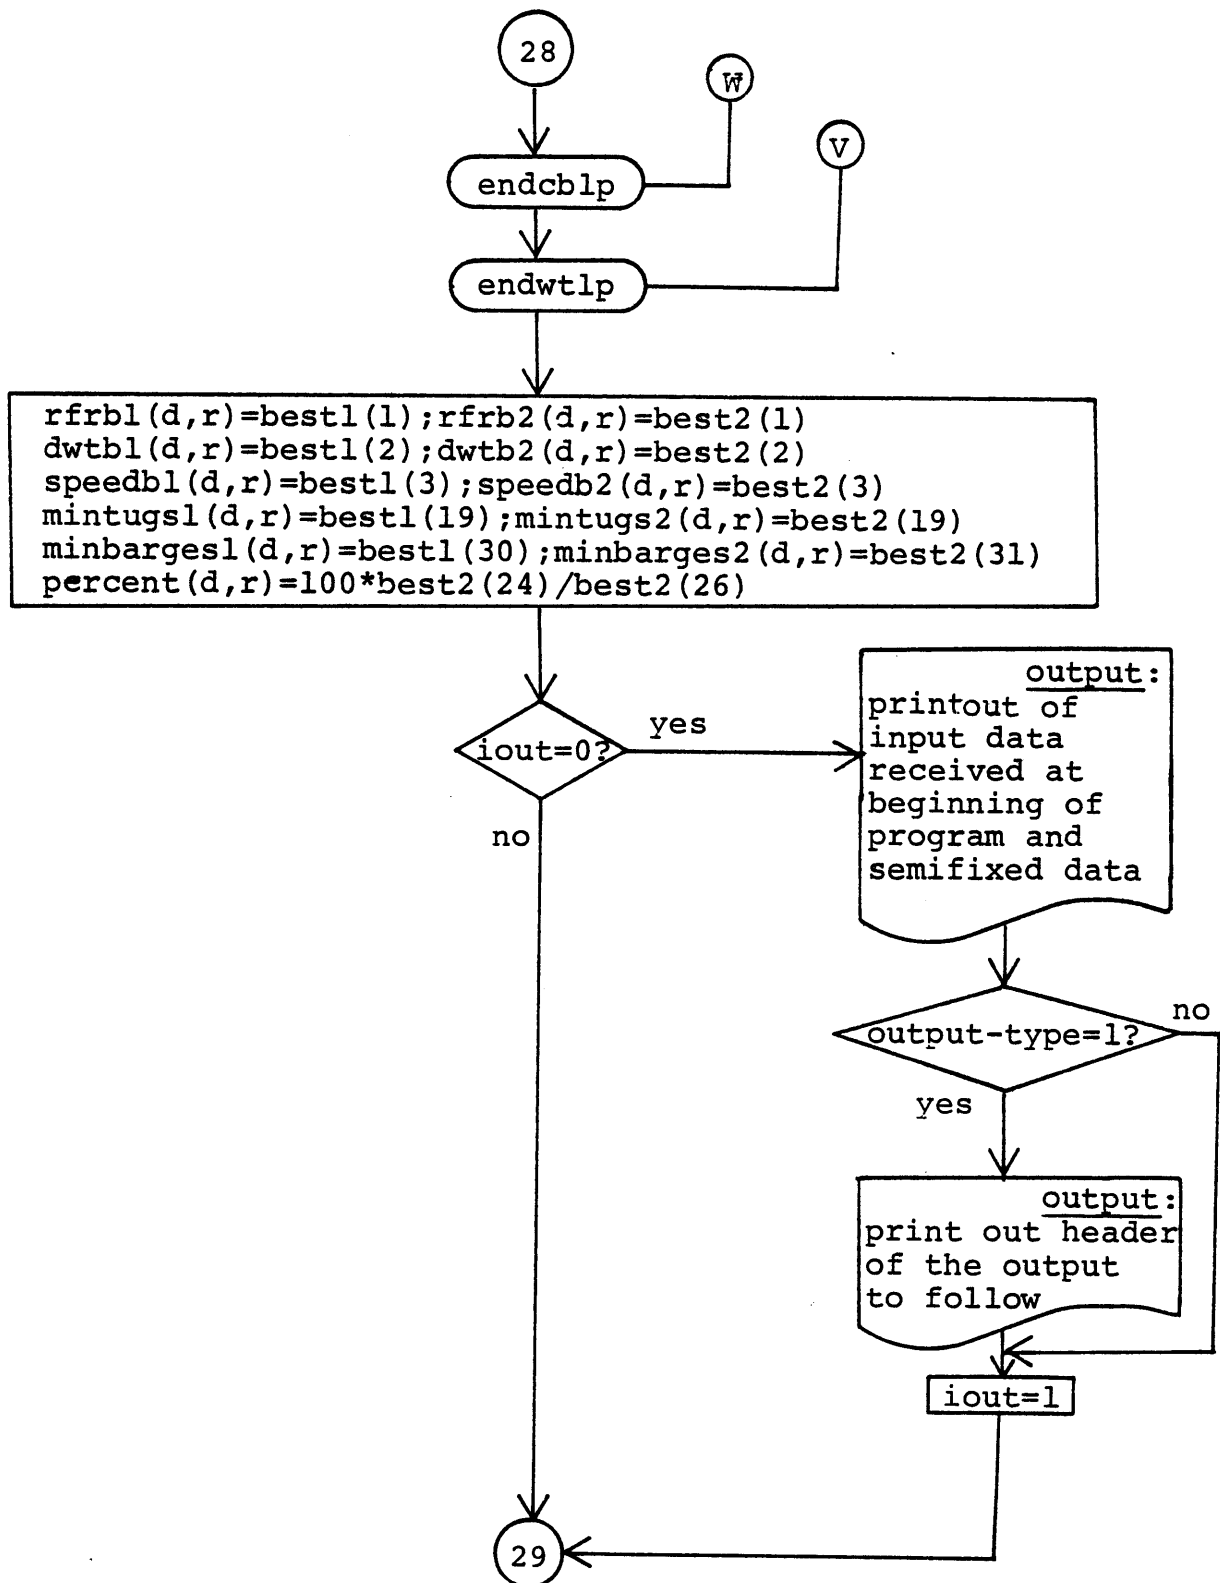 28
W
V
endcblp
endwtlp
rfrb1(d,r)=best1(1);rfrb2(d,r)=best2(1)
dwtb1(d,r)=best1(2);dwtb2(d,r)=best2(2)
speedb1(d,r)=best1(3);speedb2(d,r)=best2(3)
mintugs1(d,r)=best1(19);mintugs2(d,r)=best2(19)
minbarges1(d,r)=best1(30);minbarges2(d,r)=best2(31)
percent(d,r)=100*best2(24)/best2(26)
iout=0?
yes
no
output:
printout of
input data
received at
beginning of
program and
semifixed data
output-type=1?
no
yes
output:
print out header
of the output
to follow
iout=1
29